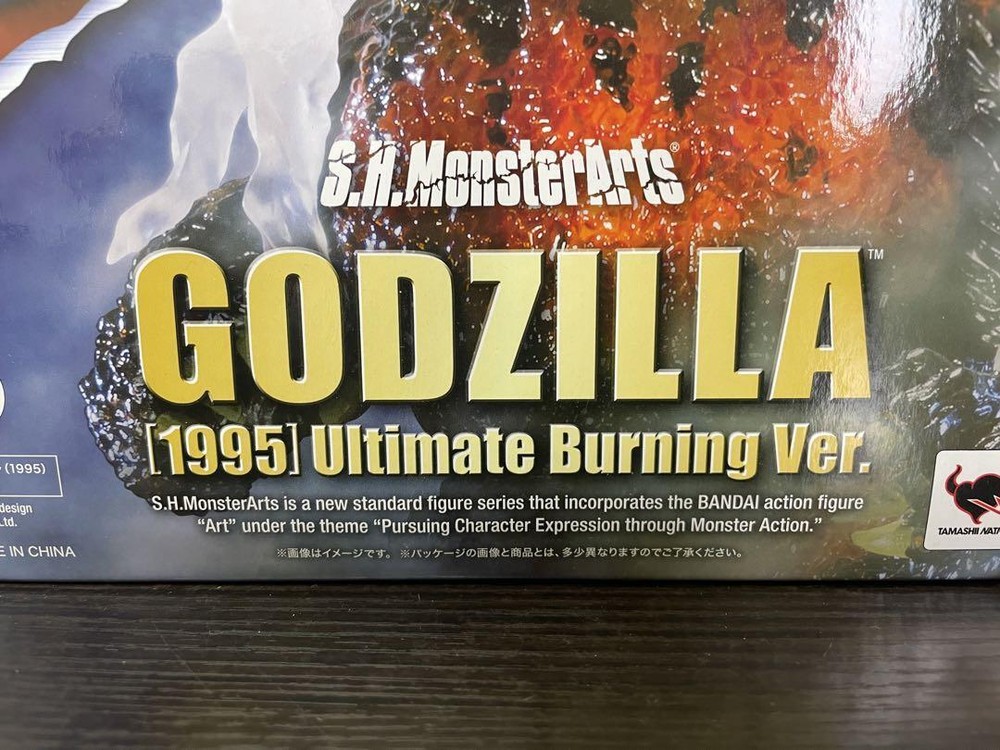 S.H.MonsterArts®
GODZILLA™
[1995] Ultimate Burning Ver.
S.H.MonsterArts is a new standard figure series that incorporates the BANDAI action figure
“Art” under the theme “Pursuing Character Expression through Monster Action.”
※画像はイメージです。 ※パッケージの画像と商品とは、多少異なりますのでご了承ください。
(1995)
design
Ltd.
IN CHINA
TAMASHII